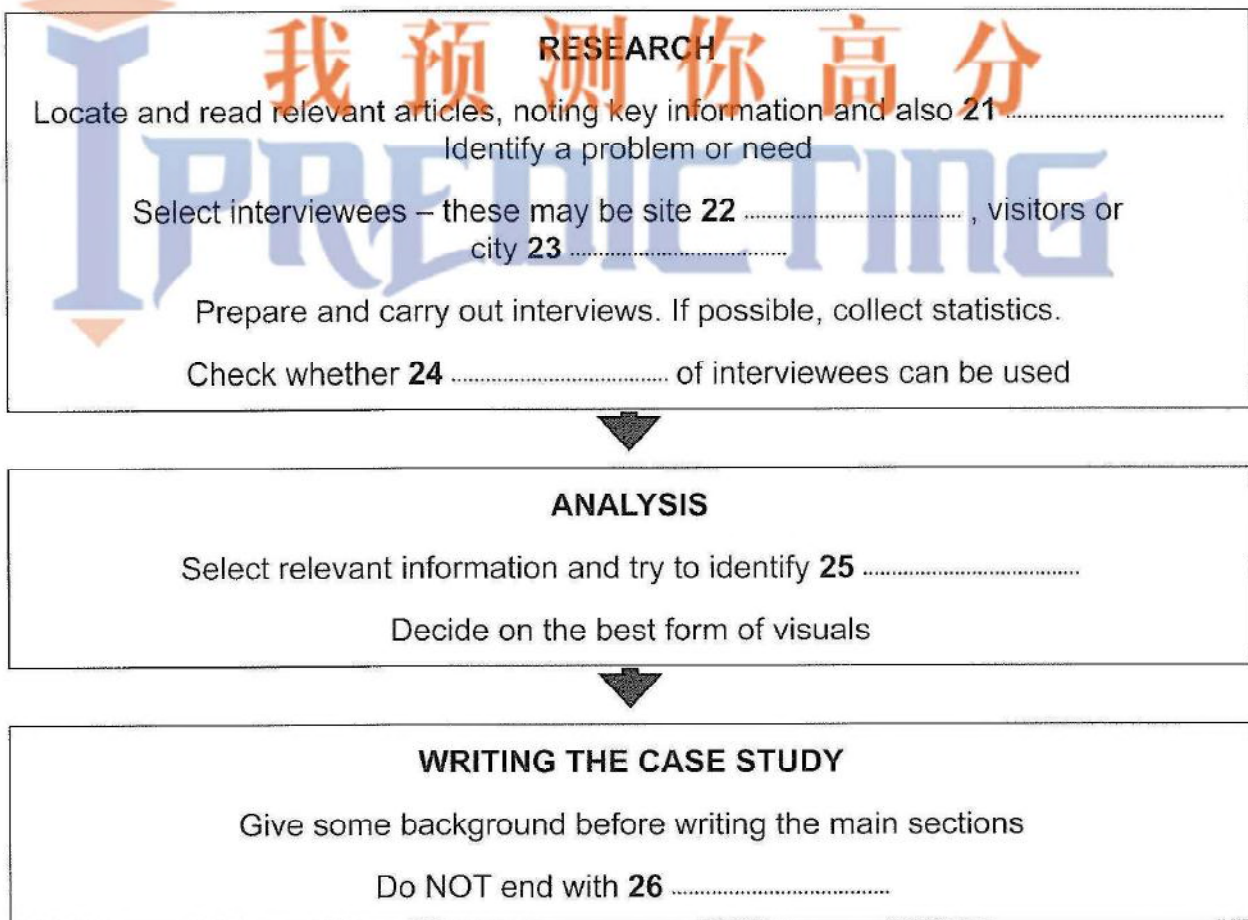 我预测你高分
RESEARCH
Locate and read relevant articles, noting key information and also 21 ....................
Identify a problem or need
Select interviewees – these may be site 22 .................... , visitors or
city 23 ....................
Prepare and carry out interviews. If possible, collect statistics.
Check whether 24 .................... of interviewees can be used
PREDICTING
ANALYSIS
Select relevant information and try to identify 25 ....................
Decide on the best form of visuals
WRITING THE CASE STUDY
Give some background before writing the main sections
Do NOT end with 26 ....................